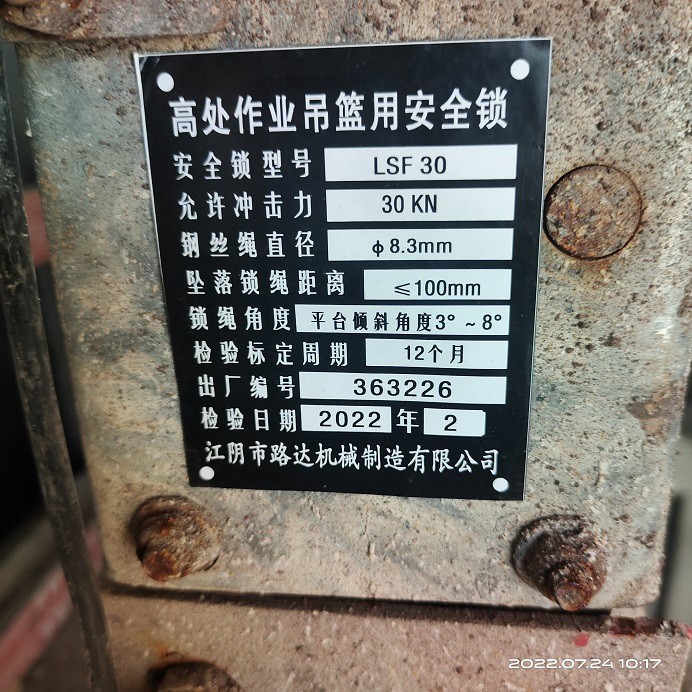 高处作业吊篮用安全锁
安全锁型号 LSF 30
允许冲击力 30 KN
钢丝绳直径 φ8.3mm
坠落锁绳距离 ≤100mm
锁绳角度 平台倾斜角度3°~8°
检验标定周期 12个月
出厂编号 363226
检验日期 2022 年 2
江阴市路达机械制造有限公司
2022.07.24 10:17